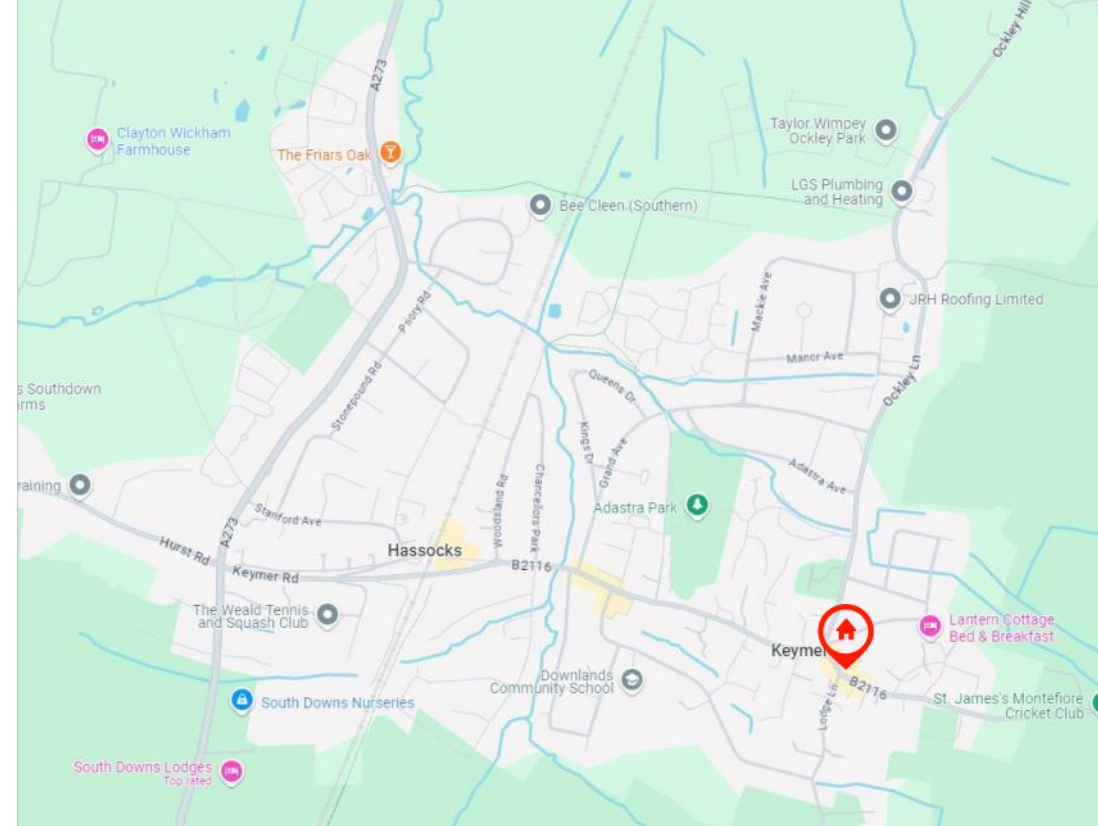 Ockley Hill
A273
Clayton Wickham
Farmhouse
The Friars Oak
Taylor Wimpey
Ockley Park
LGS Plumbing
and Heating
Bee Cleen (Southern)
JRH Roofing Limited
Mackie Ave
Priory Rd
Manor Ave
Ockley Ln
s Southdown
rms
Stonepound Rd
Queens Dr
Kings Dr
Grand Ave
Adastra Ave
raining
Stanford Ave
Woodsland Rd
Chancellors Park
Adastra Park
A273
Hurst Rd
Hassocks
B2116
Keymer Rd
The Weald Tennis
and Squash Club
Lantern Cottage
Bed & Breakfast
Keymer
Downlands
Community School
B2116
Lodge Ln
South Downs Nurseries
St. James's Montefiore
Cricket Club
South Downs Lodges
Top rated